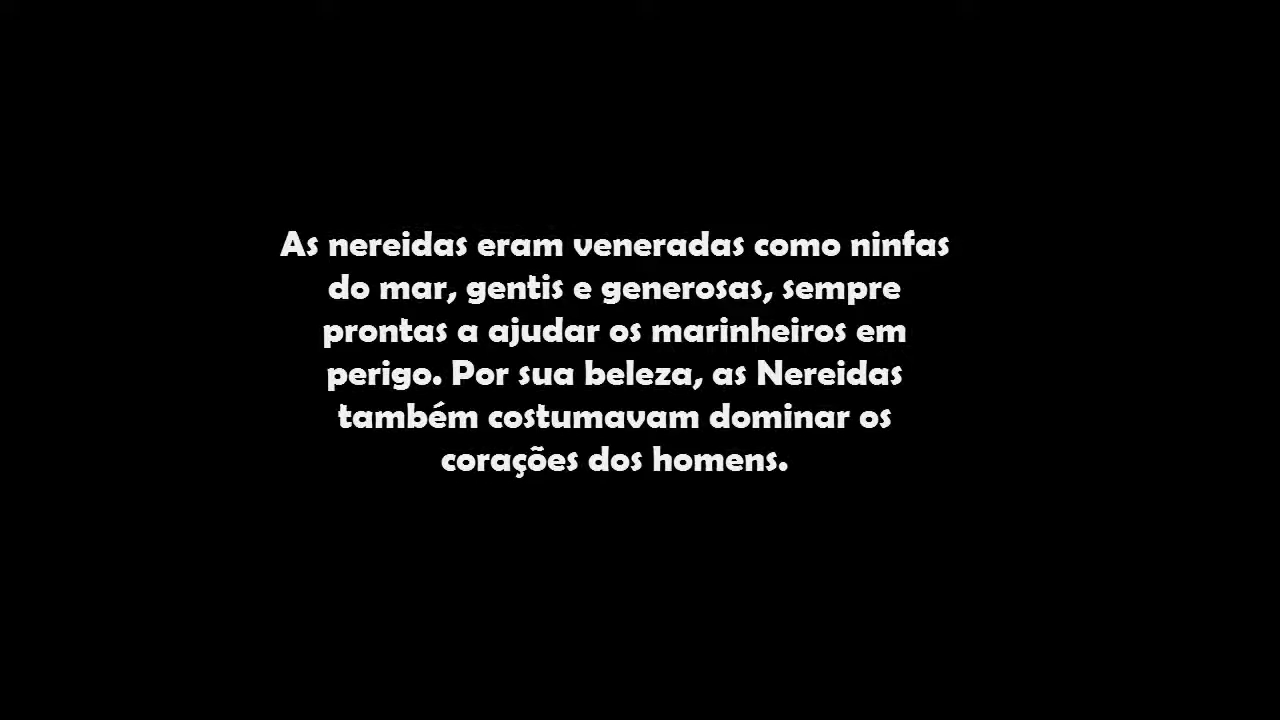 As nereidas eram veneradas como ninfas
do mar, gentis e generosas, sempre
prontas a ajudar os marinheiros em
perigo. Por sua beleza, as Nereidas
também costumavam dominar os
corações dos homens.